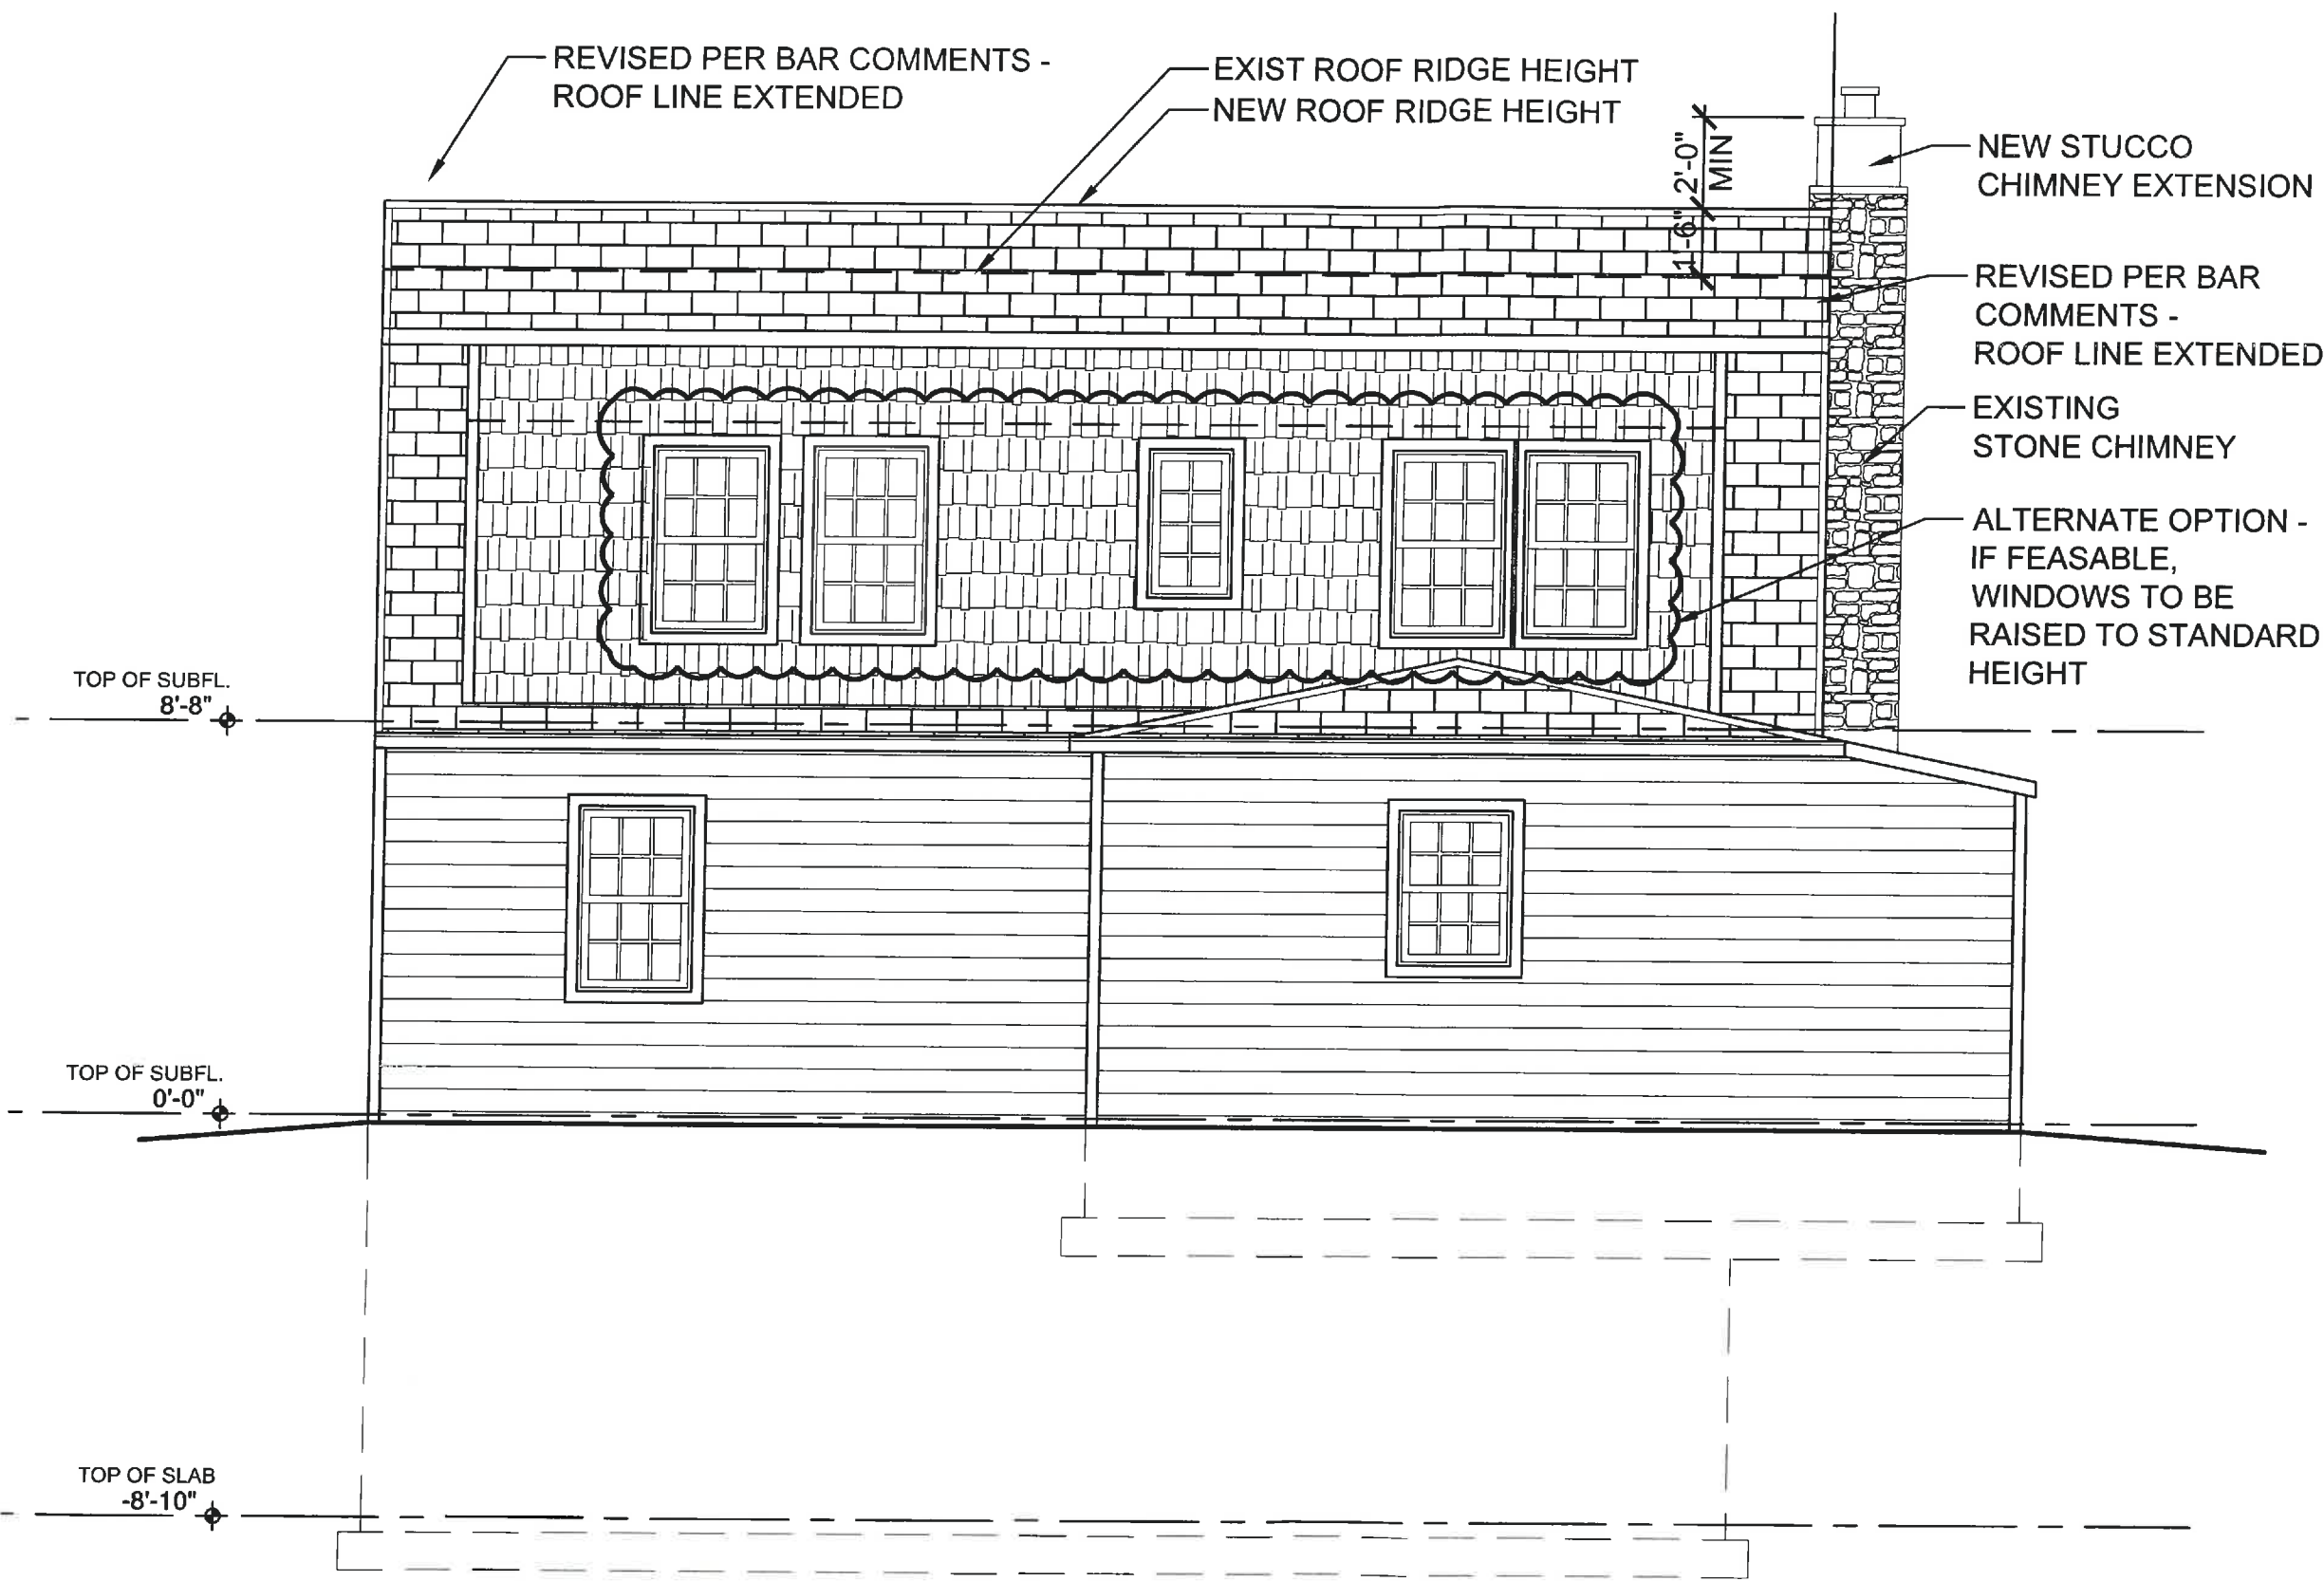 REVISED PER BAR COMMENTS -
ROOF LINE EXTENDED
EXIST ROOF RIDGE HEIGHT
NEW ROOF RIDGE HEIGHT
2'-0"
MIN
1'-6"
NEW STUCCO
CHIMNEY EXTENSION
REVISED PER BAR
COMMENTS -
ROOF LINE EXTENDED
EXISTING
STONE CHIMNEY
ALTERNATE OPTION -
IF FEASABLE,
WINDOWS TO BE
RAISED TO STANDARD
HEIGHT
TOP OF SUBFL.
8'-8"
TOP OF SUBFL.
0'-0"
TOP OF SLAB
-8'-10"